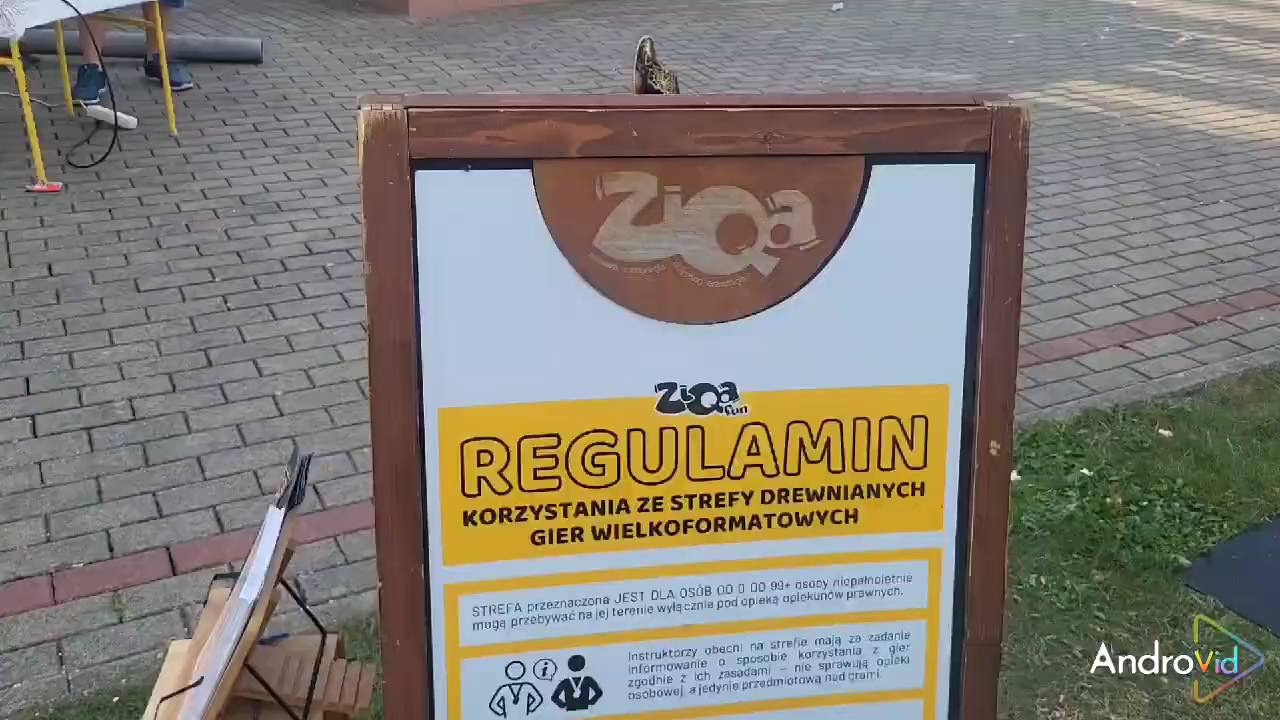 ZiQa
ZiQa
fun
REGULAMIN
KORZYSTANIA ZE STREFY DREWNIANYCH
GIER WIELKOFORMATOWYCH
STREFA przeznaczona JEST DLA OSÓB OD 0 DO 99+ osoby niepełnoletnie
mogą przebywać na jej terenie wyłącznie pod opieką opiekunów prawnych.
Instruktorzy obecni na strefie mają za zadanie
informowanie o sposobie korzystania z gier
zgodnie z ich zasadami – nie sprawują opieki
osobowej, a jedynie przedmiotową nad grami.
AndroVid